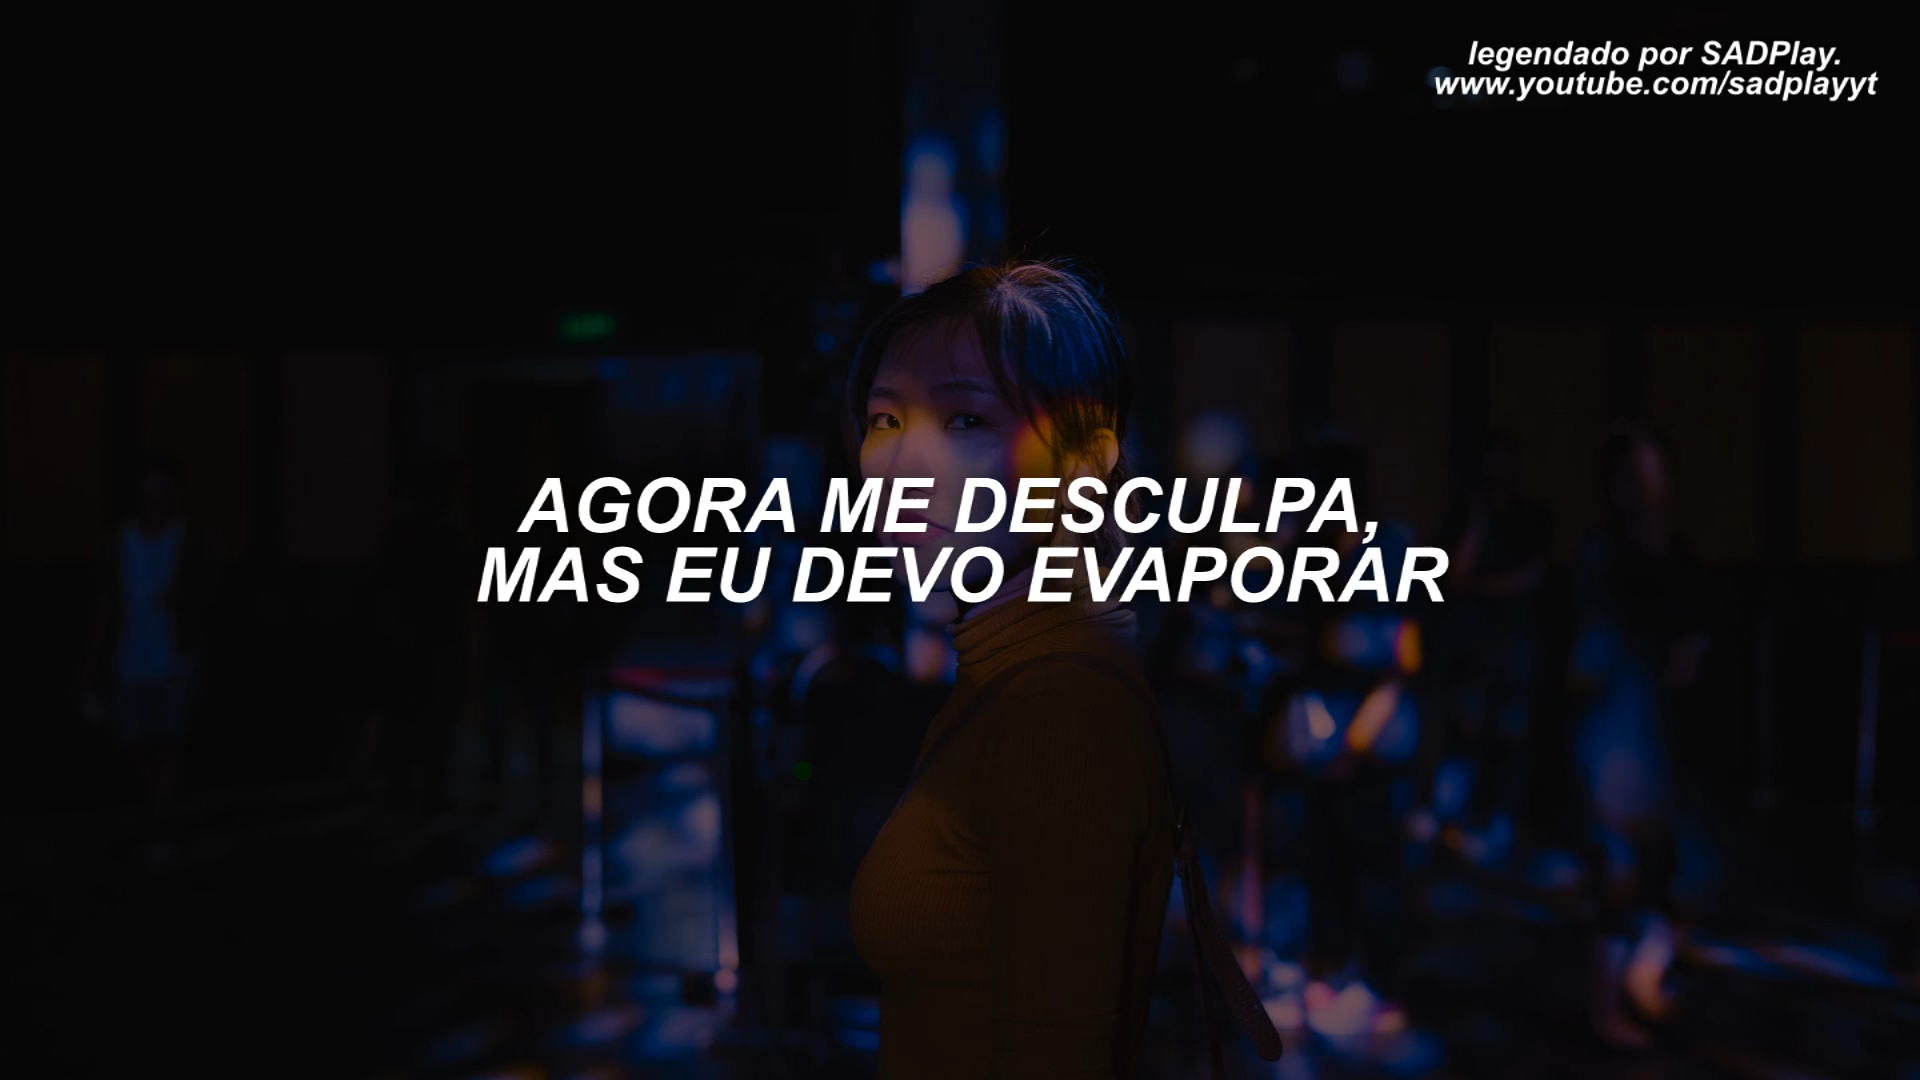 legendado por SADPlay.
www.youtube.com/sadplayyt
AGORA ME DESCULPA,
MAS EU DEVO EVAPORAR